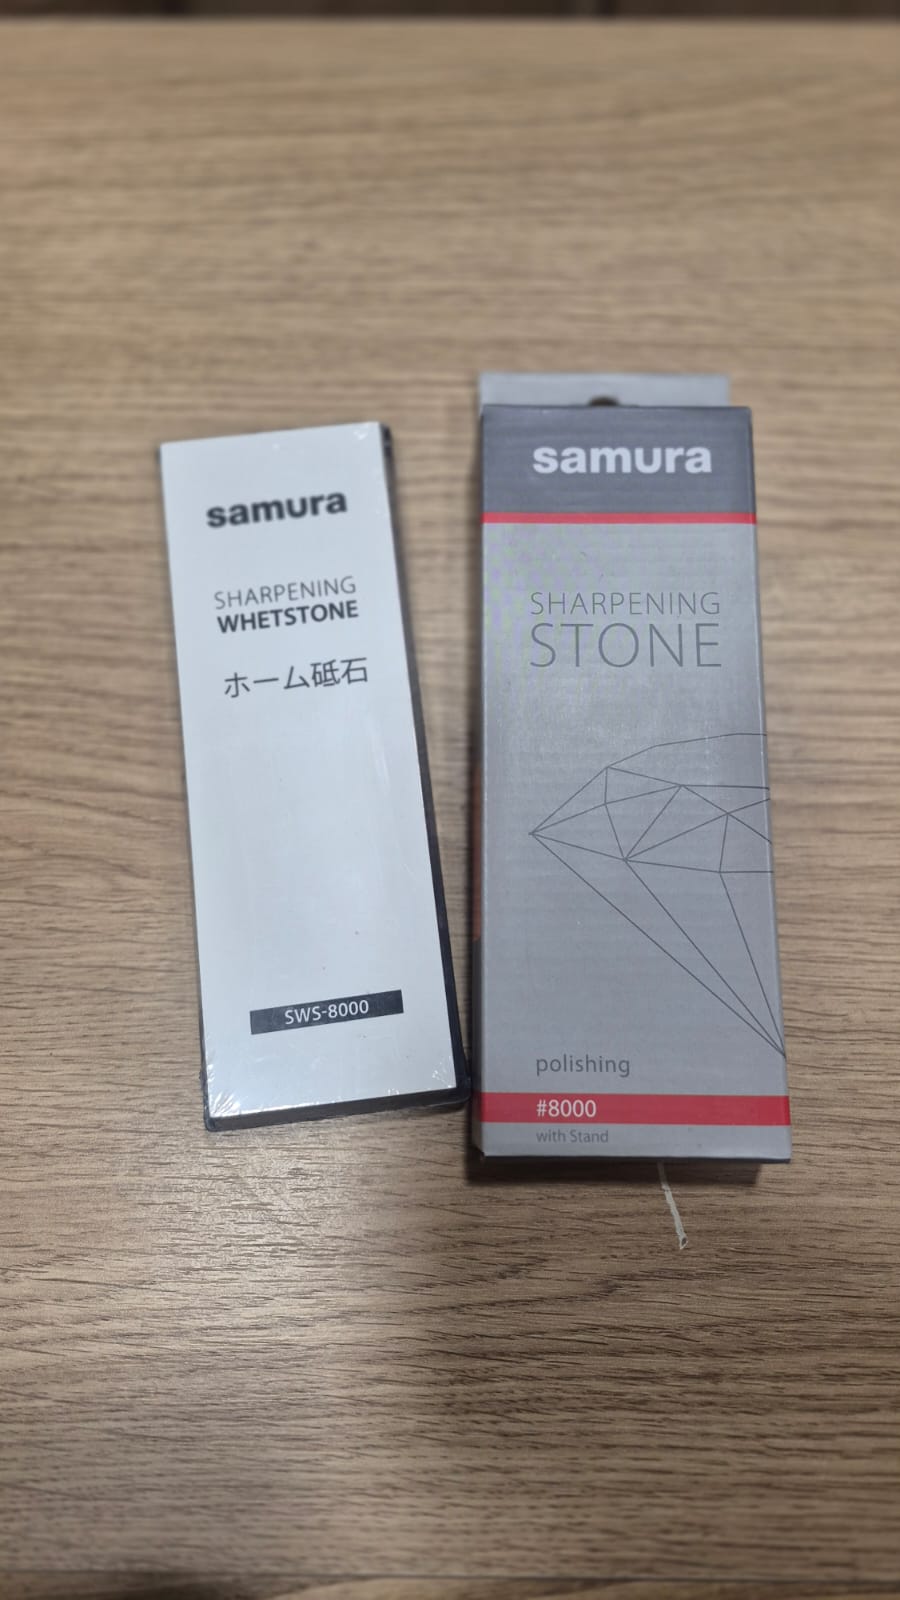 samura
SHARPENING
WHETSTONE
ホーム砥石
SWS-8000
samura
SHARPENING
STONE
polishing
#8000
with Stand